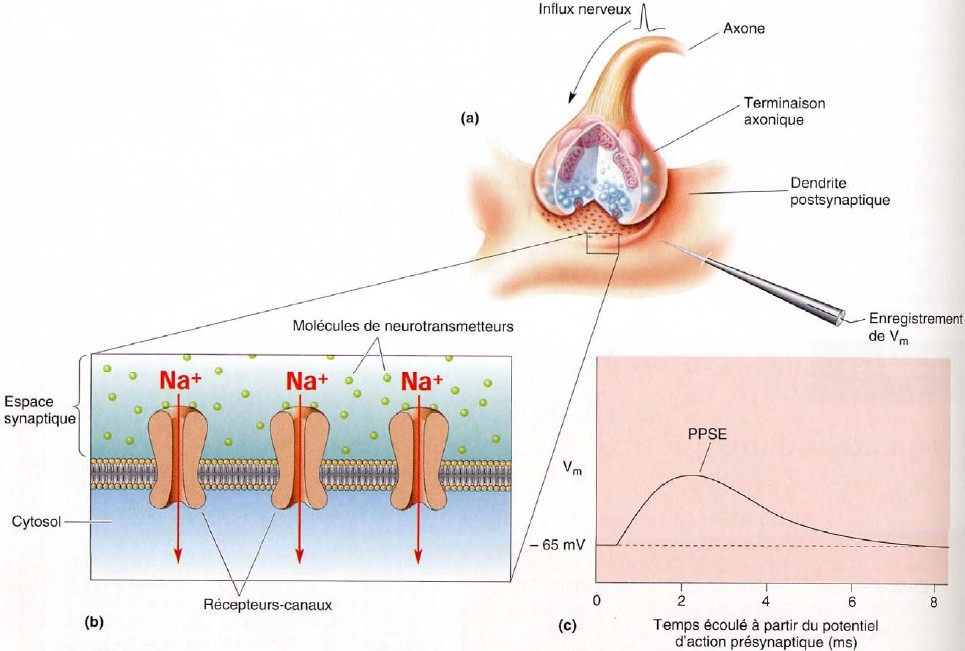 Influx nerveux
Axone
(a)
Terminaison
axonique
Dendrite
postsynaptique
Enregistrement
de Vm
Molécules de neurotransmetteurs
Na+ Na+ Na+
Espace
synaptique
Cytosol
Récepteurs-canaux
(b)
PPSE
Vm
– 65 mV
0 2 4 6 8
(c)
Temps écoulé à partir du potentiel
d'action présynaptique (ms)